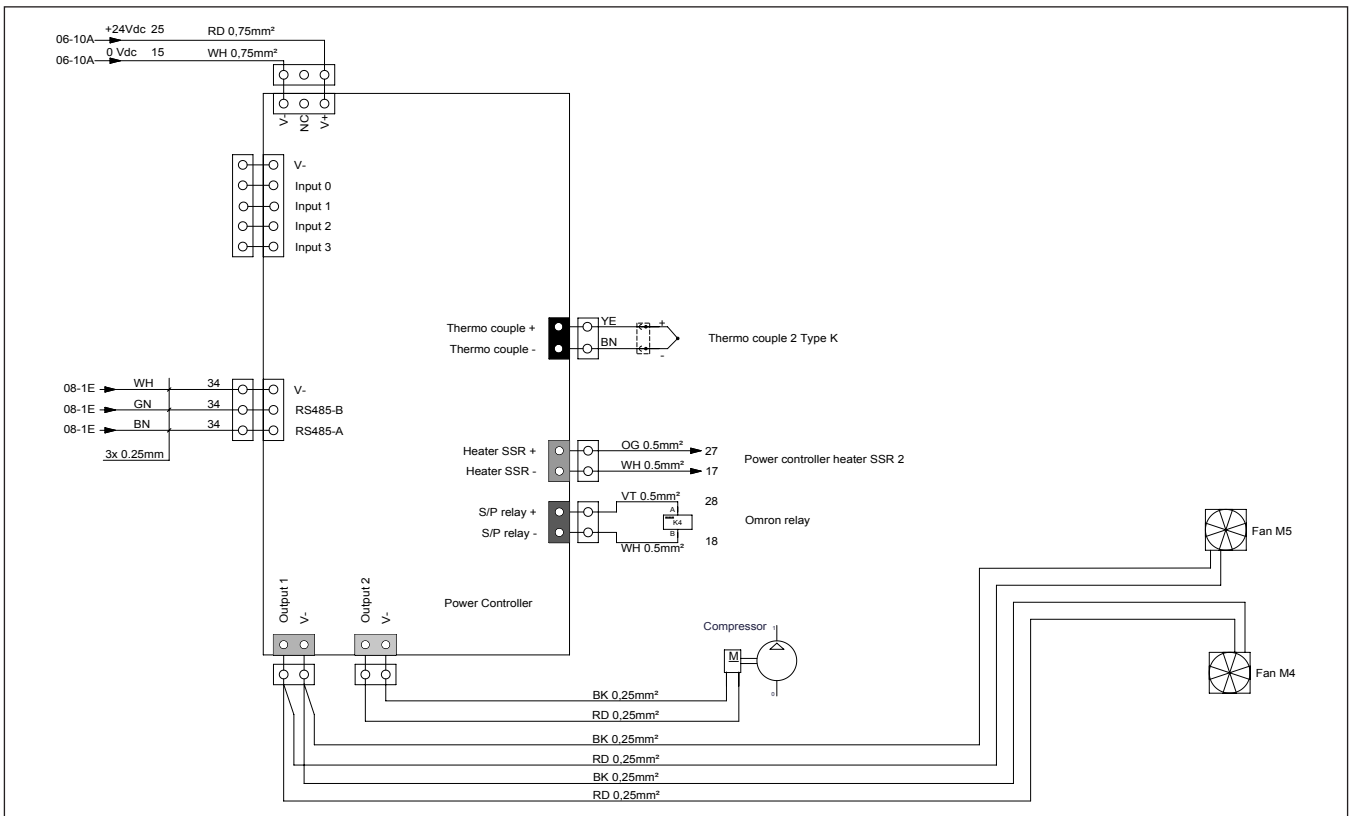 06-10A +24Vdc 25 RD 0,75mm²
06-10A 0 Vdc 15 WH 0,75mm²
V- NC V+
V-
Input 0
Input 1
Input 2
Input 3
Thermo couple + YE +
Thermo couple 2 Type K
Thermo couple - BN -
08-1E WH 34 V-
08-1E GN 34 RS485-B
08-1E BN 34 RS485-A
3x 0.25mm
Heater SSR + OG 0.5mm² 27
Power controller heater SSR 2
Heater SSR - WH 0.5mm² 17
VT 0.5mm² 28
S/P relay + A
K4 Omron relay
S/P relay - B
WH 0.5mm² 18
Fan M5
Output 1 V- Output 2 V-
Power Controller
Compressor 1
M
0
Fan M4
BK 0,25mm²
RD 0,25mm²
BK 0,25mm²
RD 0,25mm²
BK 0,25mm²
RD 0,25mm²